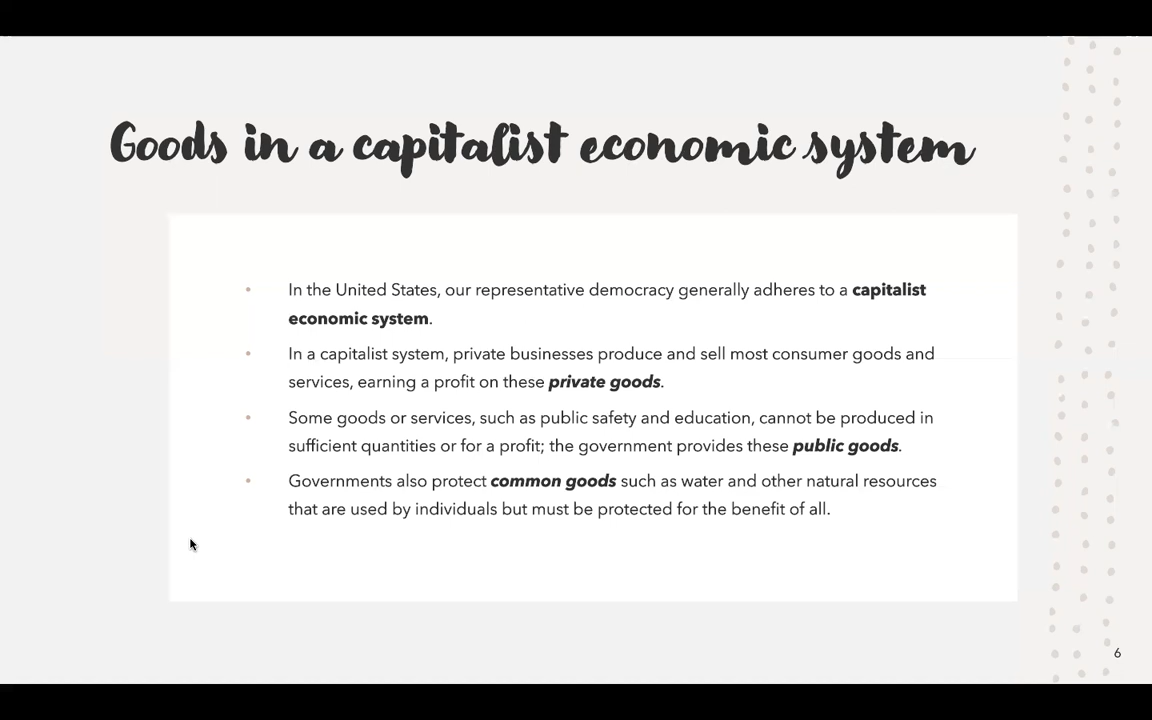 Goods in a capitalist economic system
• In the United States, our representative democracy generally adheres to a capitalist
economic system.
• In a capitalist system, private businesses produce and sell most consumer goods and
services, earning a profit on these private goods.
• Some goods or services, such as public safety and education, cannot be produced in
sufficient quantities or for a profit; the government provides these public goods.
• Governments also protect common goods such as water and other natural resources
that are used by individuals but must be protected for the benefit of all.
6